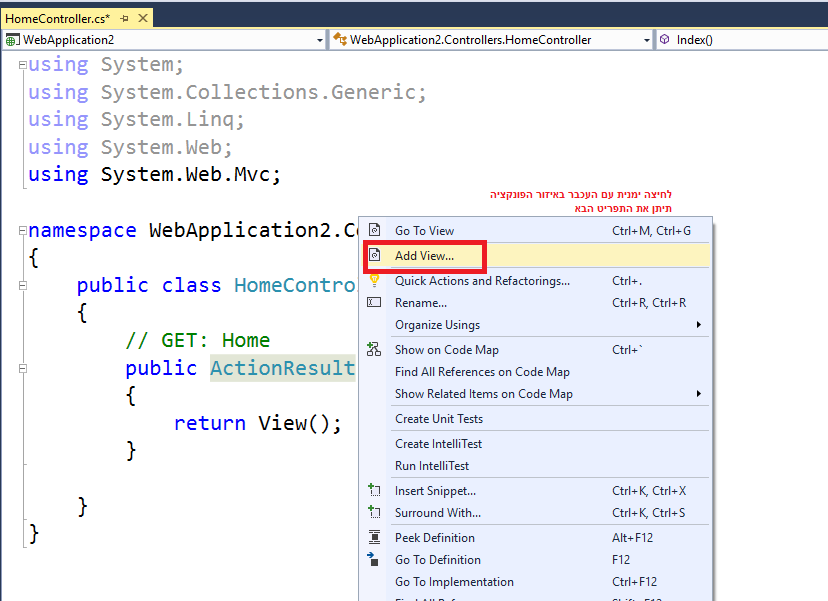 HomeController.cs*
WebApplication2
WebApplication2.Controllers.HomeController
Index()
using System;
using System.Collections.Generic;
using System.Linq;
using System.Web;
using System.Web.Mvc;
לחיצה ימנית עם העכבר באיזור הפונקציה
תיתן את התפריט הבא
namespace WebApplication2.Co
{
public class HomeContro
{
// GET: Home
public ActionResult
{
return View();
}
}
}
Go To View Ctrl+M, Ctrl+G
Add View...
Quick Actions and Refactorings... Ctrl+.
Rename... Ctrl+R, Ctrl+R
Organize Usings
Show on Code Map Ctrl+`
Find All References on Code Map
Show Related Items on Code Map
Create Unit Tests
Create IntelliTest
Run IntelliTest
Insert Snippet... Ctrl+K, Ctrl+X
Surround With... Ctrl+K, Ctrl+S
Peek Definition Alt+F12
Go To Definition F12
Go To Implementation Ctrl+F12